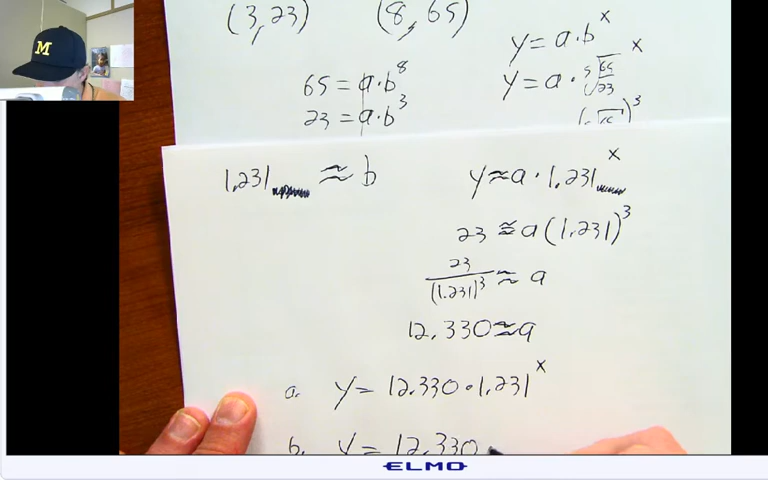 (3,23) (8,65)
y = a·b^x
65 = a·b^8
y = a·⁵√(65/23)^x
23 = a·b^3
1.231 ≈ b
y ≈ a·1.231^x
23 ≈ a(1.231)^3
23/(1.231)^3 ≈ a
12.330 ≈ a
a. y = 12.330·1.231^x
b. y = 12.330
M
ELMO